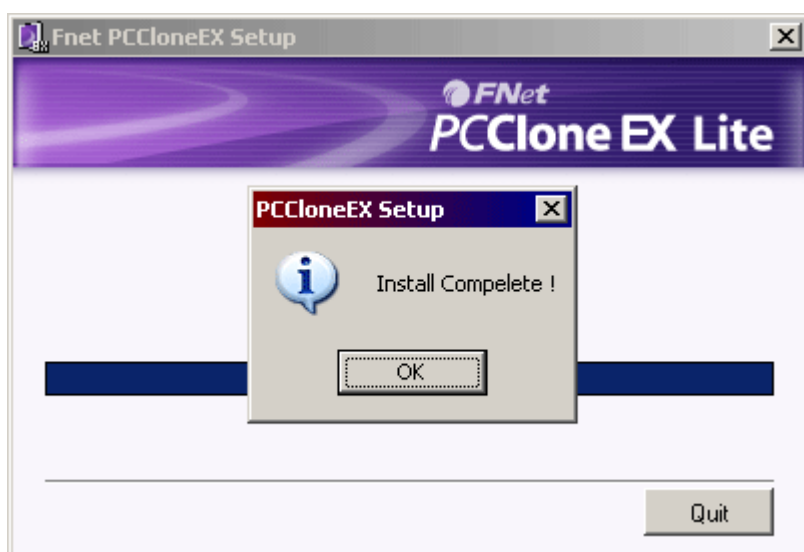 Fnet PCCloneEX Setup
FNet
PCClone EX Lite
PCCloneEX Setup
Install Compelete !
OK
Quit